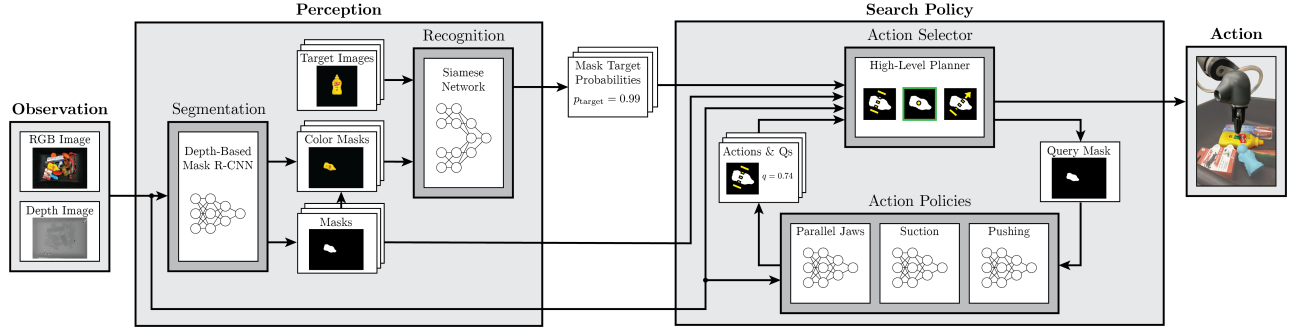 Observation
RGB Image
Depth Image
Perception
Segmentation
Depth-Based
Mask R-CNN
Target Images
Color Masks
Masks
Recognition
Siamese
Network
Mask Target
Probabilities
p_target = 0.99
Search Policy
Action Selector
High-Level Planner
Actions & Qs
q = 0.74
Query Mask
Action Policies
Parallel Jaws
Suction
Pushing
Action